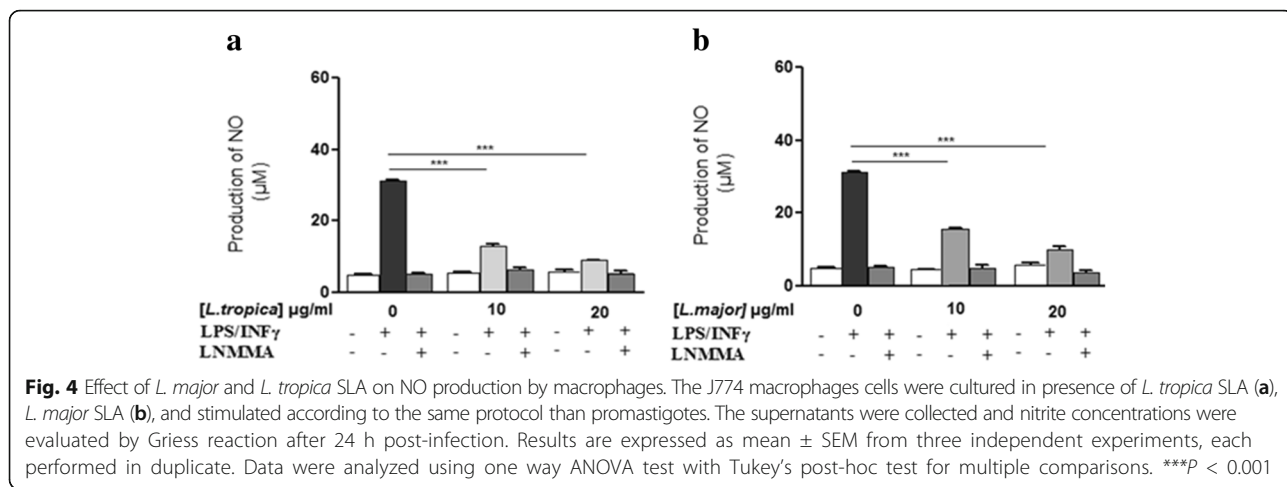 a
b
60
40
20
0
Production of NO
(µM)
***
***
[L.tropica] µg/ml 0 10 20
LPS/INFγ - + + - + + - + +
LNMMA - - + - - + - - +
60
40
20
0
Production of NO
(µM)
***
***
[L.major] µg/ml 0 10 20
LPS/INFγ - + + - + + - + +
LNMMA - - + - - + - - +
Fig. 4 Effect of L. major and L. tropica SLA on NO production by macrophages. The J774 macrophages cells were cultured in presence of L. tropica SLA (a),
L. major SLA (b), and stimulated according to the same protocol than promastigotes. The supernatants were collected and nitrite concentrations were
evaluated by Griess reaction after 24 h post-infection. Results are expressed as mean ± SEM from three independent experiments, each
performed in duplicate. Data were analyzed using one way ANOVA test with Tukey's post-hoc test for multiple comparisons. ***P < 0.001